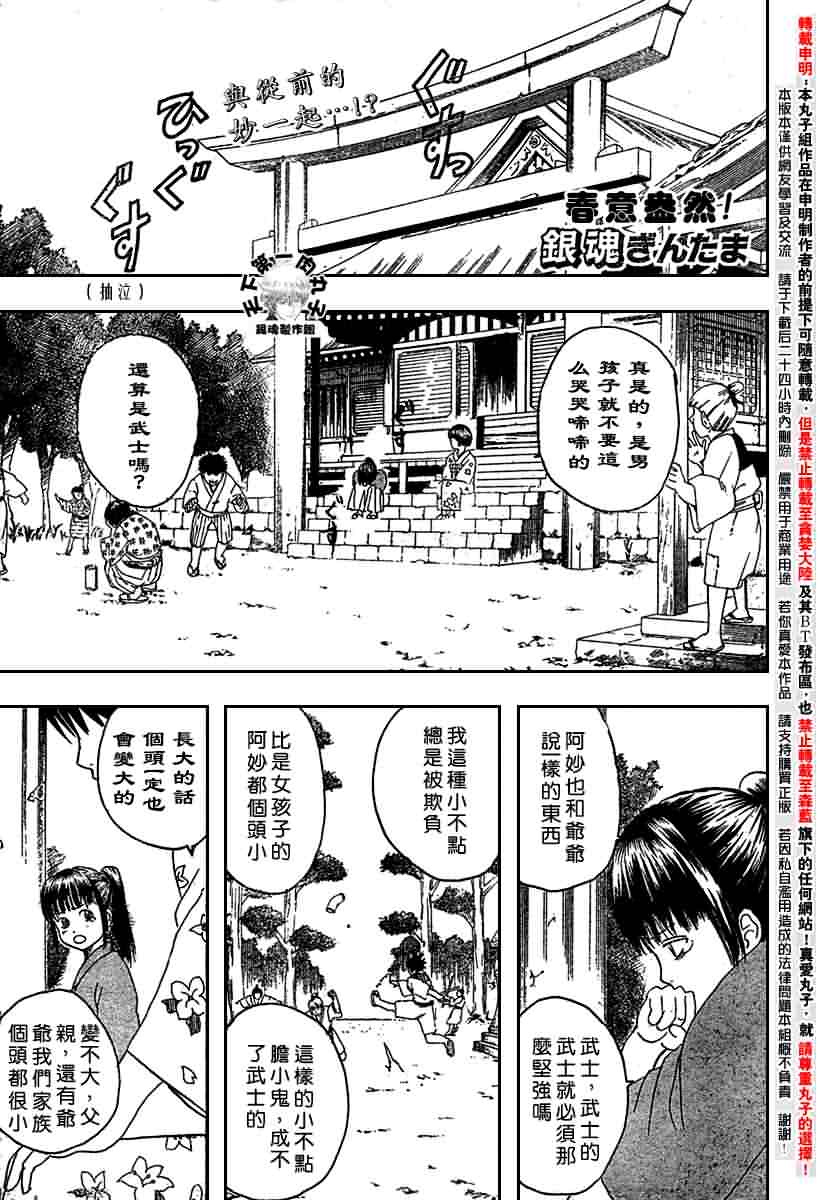 與從前的
妙一起…!?
ひっぐ
ぐすっ
ぐす
（抽泣）
春意盎然！
銀魂ぎんたま
天下第一肉丸子
銀魂製作團
真是的，是男
孩子就不要這
么哭哭啼啼的
還算是武士嗎？
阿妙也和爺爺
說一樣的東西
武士，武士的
武士就必須那
麼堅強嗎
我這種小不點
總是被欺負
比是女孩子的
阿妙都個頭小
這樣的小不點
膽小鬼，成不
了武士的
長大的話
個頭一定也
會變大的
變不大，父
親，還有爺
爺我們家族
個頭都很小
轉載申明：本丸子組作品在申明制作者的前提下可隨意轉載，但是禁止轉載至貪婪大陸及其BT發布區，也禁止轉載至森藍旗下的任何網站！真愛丸子，就請尊重丸子的選擇！
本版本僅供網友學習及交流　請于下載后二十四小時內刪除　嚴禁用于商業用途　若你真愛本作品　請支持購買正版　若因私自濫用造成的法律問題本組概不負責　謝謝！